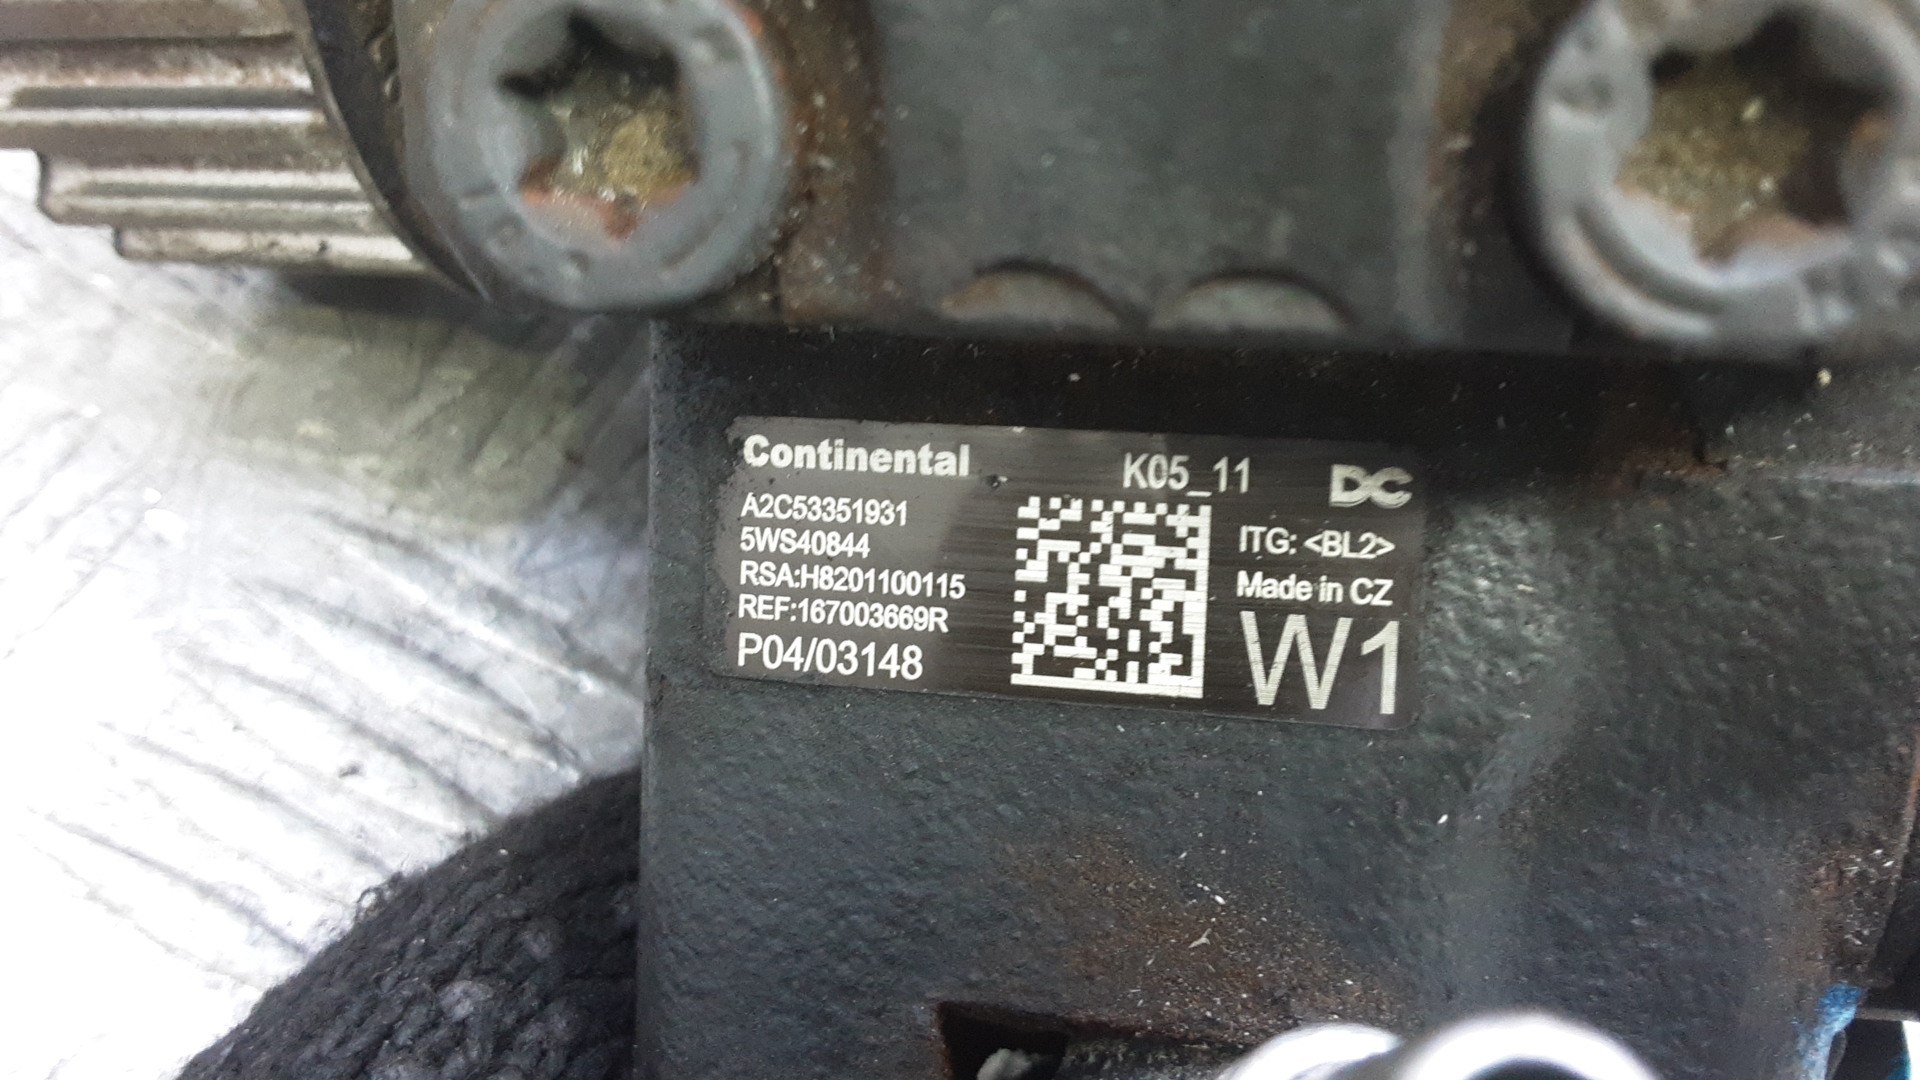 Continental
K05_11
DC
A2C53351931
5WS40844
RSA:H8201100115
REF:167003669R
P04/03148
ITG: <BL2>
Made in CZ
W1